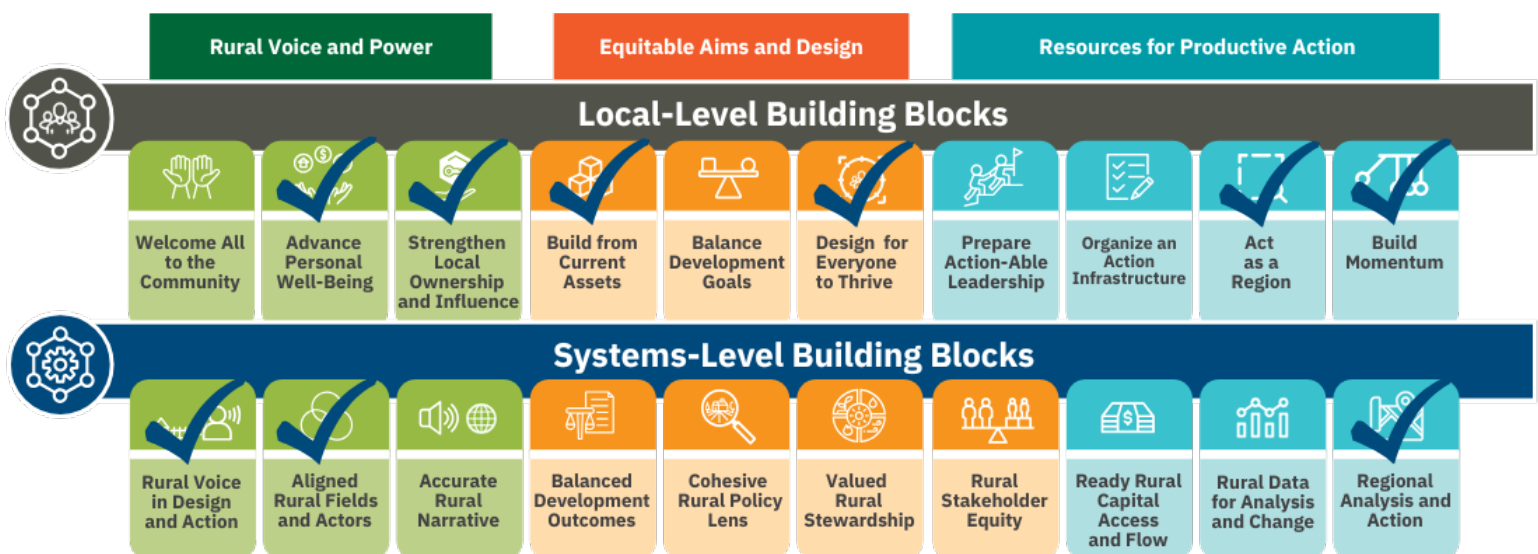 Rural Voice and Power
Equitable Aims and Design
Resources for Productive Action
Local-Level Building Blocks
Welcome All
to the
Community
Advance
Personal
Well-Being
Strengthen
Local
Ownership
and Influence
Build from
Current
Assets
Balance
Development
Goals
Design for
Everyone
to Thrive
Prepare
Action-Able
Leadership
Organize an
Action
Infrastructure
Act
as a
Region
Build
Momentum
Systems-Level Building Blocks
Rural Voice
in Design
and Action
Aligned
Rural Fields
and Actors
Accurate
Rural
Narrative
Balanced
Development
Outcomes
Cohesive
Rural Policy
Lens
Valued
Rural
Stewardship
Rural
Stakeholder
Equity
Ready Rural
Capital
Access
and Flow
Rural Data
for Analysis
and Change
Regional
Analysis and
Action